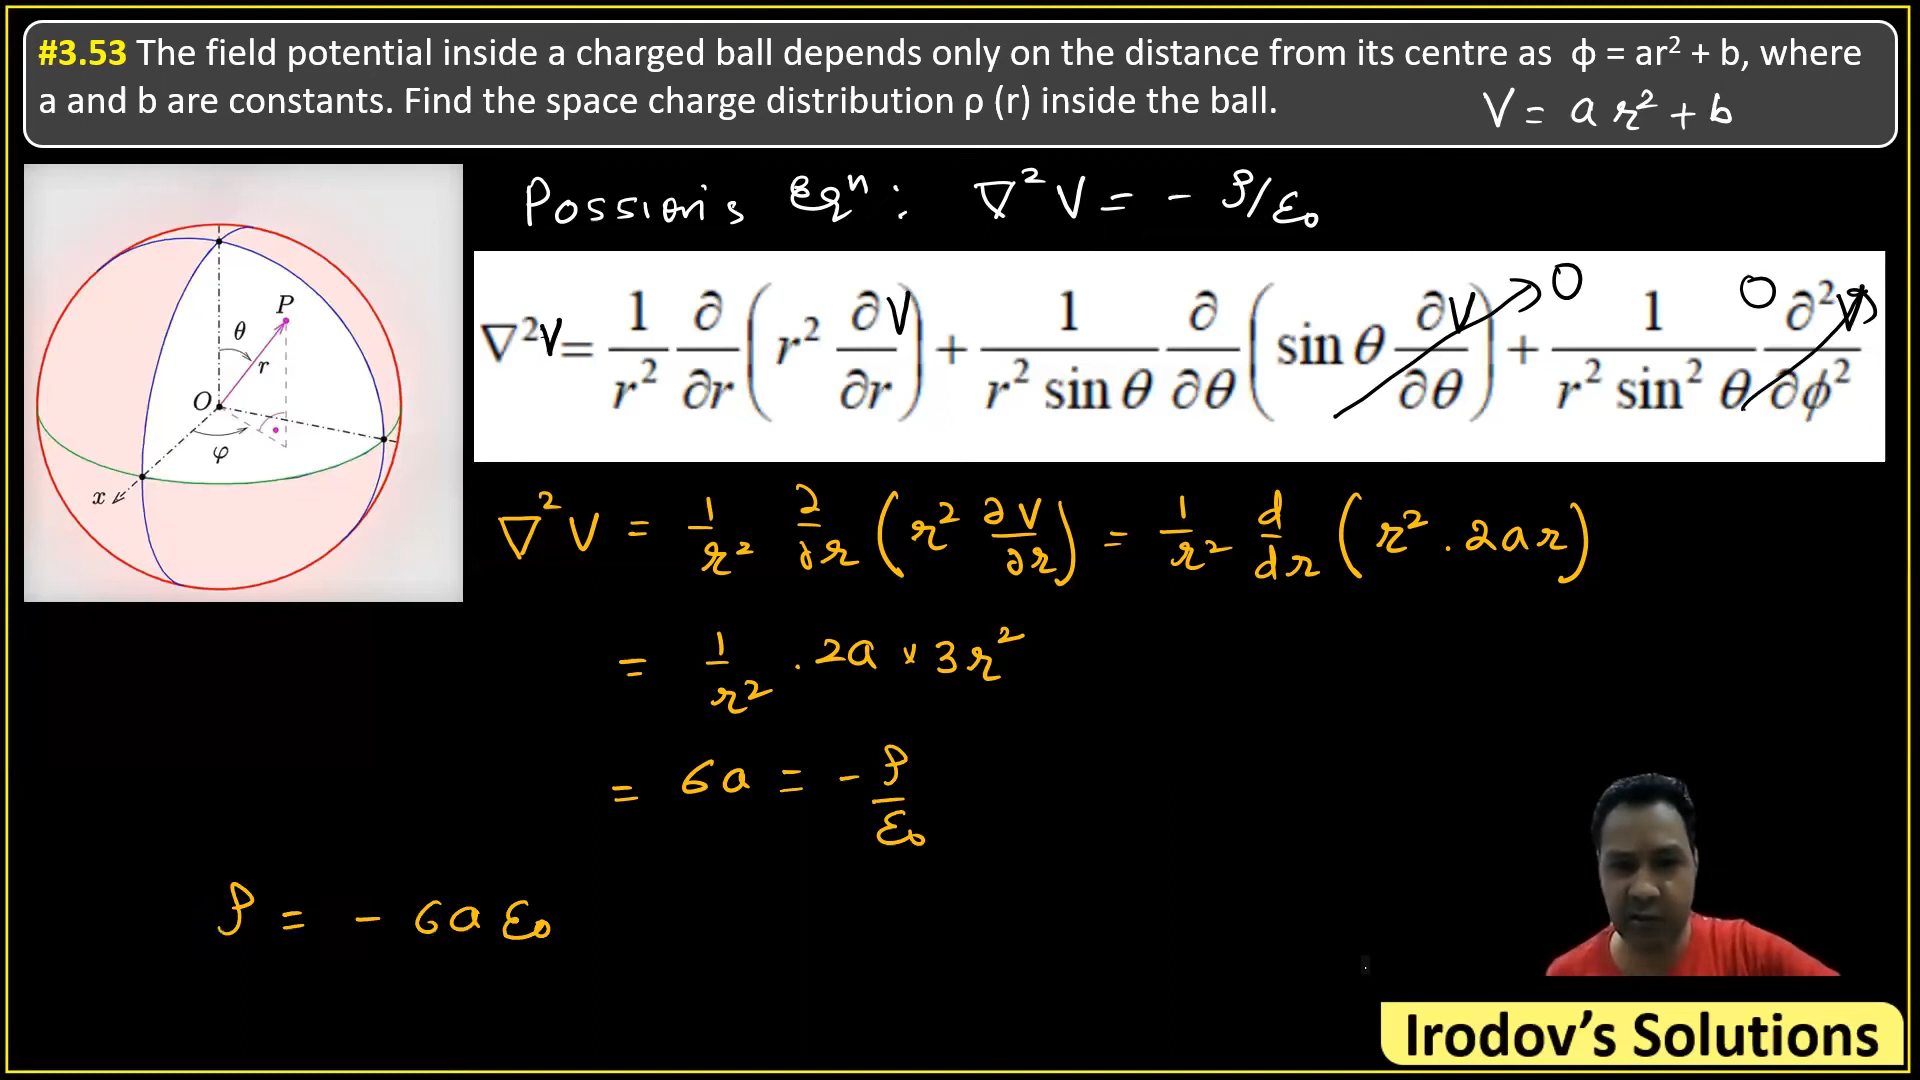 #3.53 The field potential inside a charged ball depends only on the distance from its centre as ϕ = ar² + b, where
a and b are constants. Find the space charge distribution ρ (r) inside the ball.
V = a r² + b
Possion's Eqⁿ : ∇² V = - ρ/ε₀
P
θ
r
O
φ
x
∇²V = 1/r² ∂/∂r ( r² ∂V/∂r ) + 1/(r² sin θ) ∂/∂θ ( sin θ ∂V/∂θ ) → 0 + 1/(r² sin² θ) ∂²V/∂ϕ² → 0
∇² V = 1/r² ∂/∂r ( r² ∂V/∂r ) = 1/r² d/dr ( r² . 2ar )
= 1/r² . 2a × 3r²
= 6a = - ρ/ε₀
ρ = - 6a ε₀
Irodov's Solutions